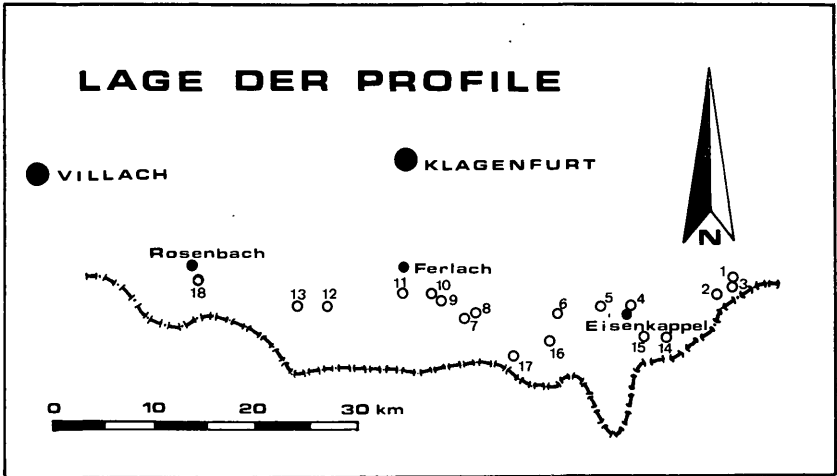 LAGE DER PROFILE
VILLACH
KLAGENFURT
N
Rosenbach
Ferlach
1
18
13
12
11
10
9
8
7
6
5
4
2
3
Eisenkappel
15
14
16
17
0 10 20 30 km